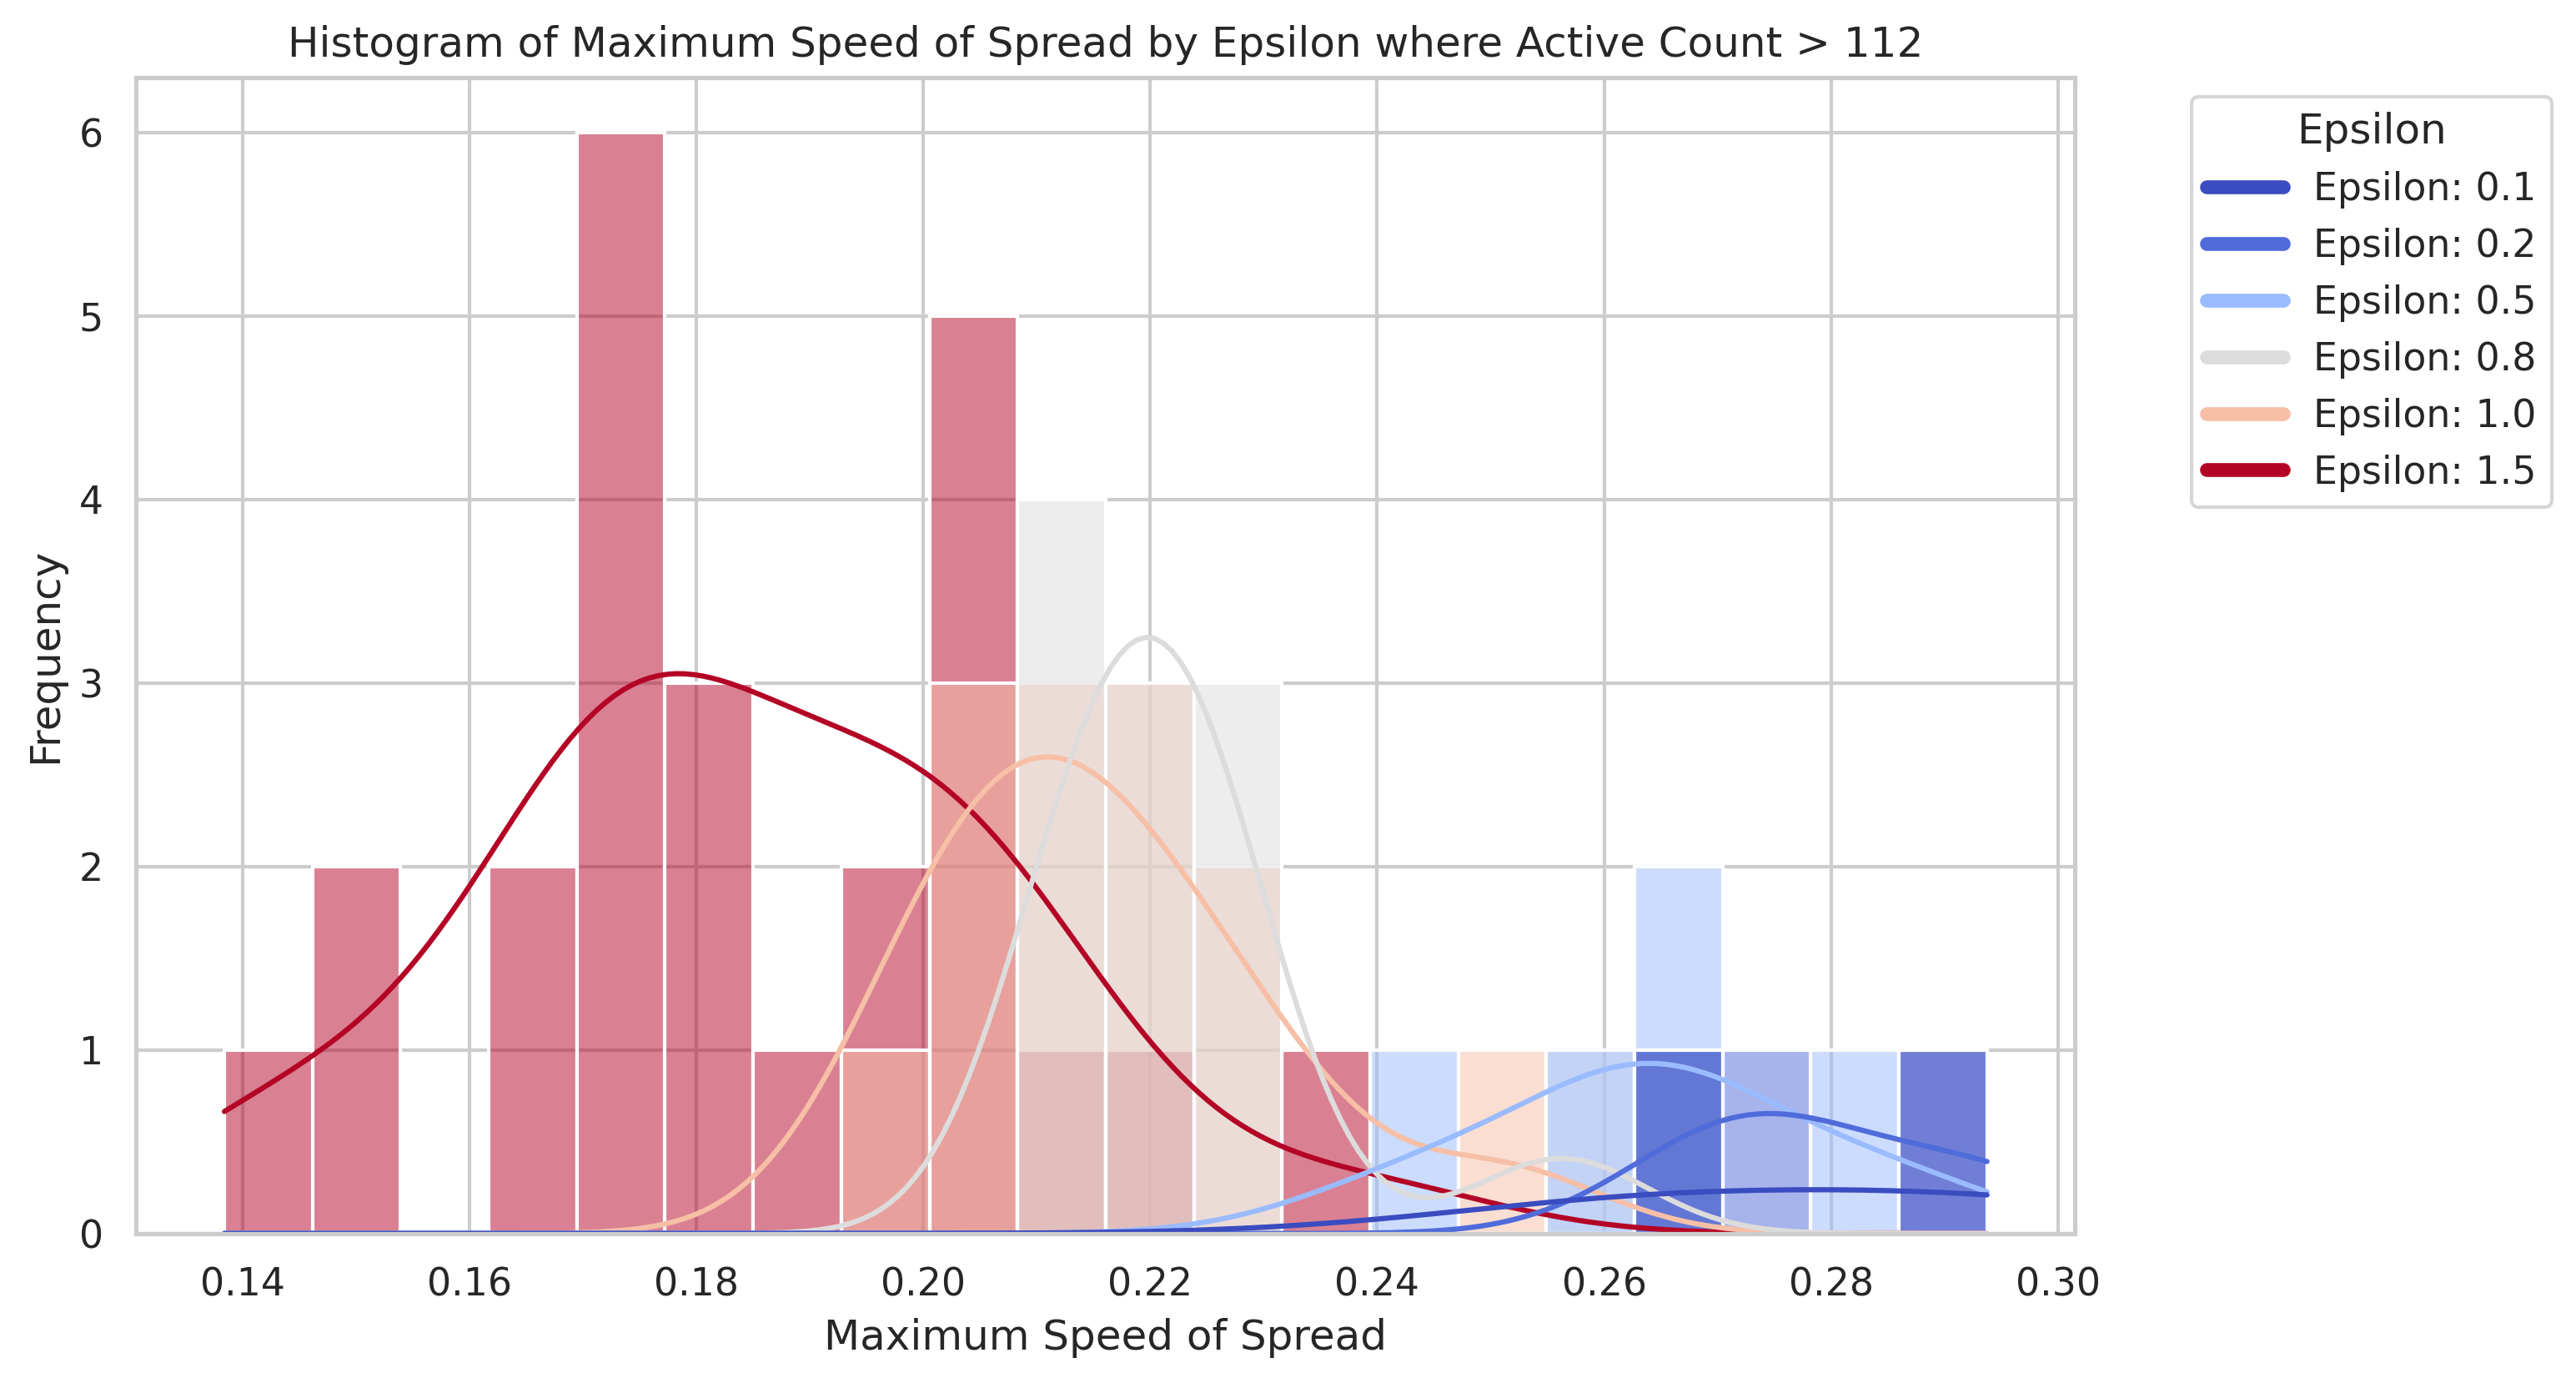 Histogram of Maximum Speed of Spread by Epsilon where Active Count > 112
Epsilon
Epsilon: 0.1
Epsilon: 0.2
Epsilon: 0.5
Epsilon: 0.8
Epsilon: 1.0
Epsilon: 1.5
Frequency
6
5
4
3
2
1
0
0.14 0.16 0.18 0.20 0.22 0.24 0.26 0.28 0.30
Maximum Speed of Spread